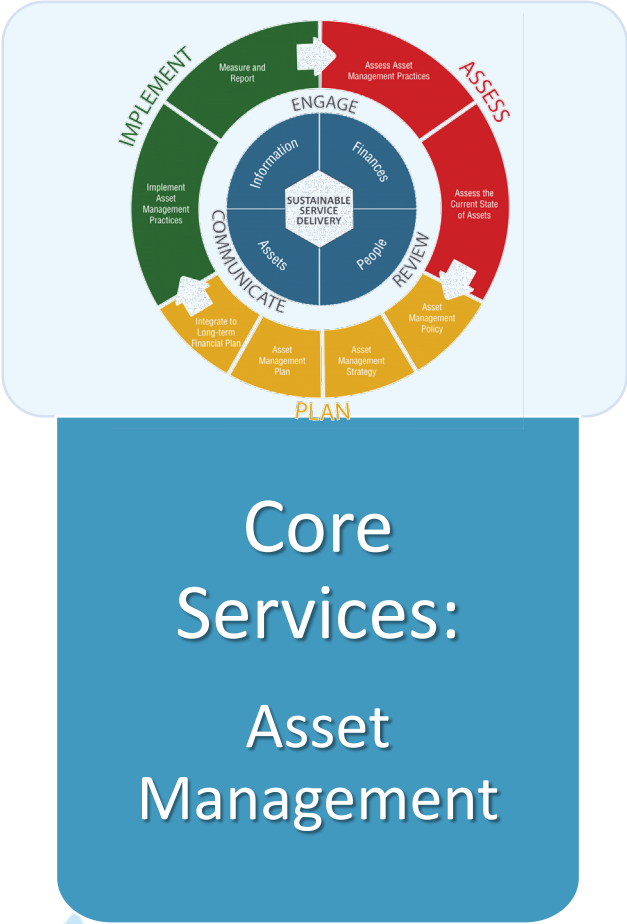 IMPLEMENT
ASSESS
PLAN
Measure and
Report
Assess Asset
Management Practices
Implement
Asset
Management
Practices
Assess the
Current State
of Assets
Integrate to
Long-term
Financial Plan
Asset
Management
Plan
Asset
Management
Strategy
Asset
Management
Policy
ENGAGE
COMMUNICATE
REVIEW
Information
Finances
Assets
People
SUSTAINABLE
SERVICE
DELIVERY
Core
Services:
Asset
Management